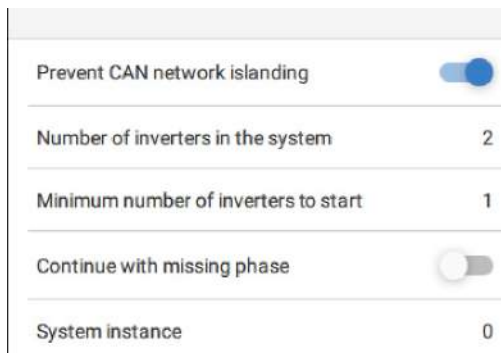 Prevent CAN network islanding
Number of inverters in the system 2
Minimum number of inverters to start 1
Continue with missing phase
System instance 0